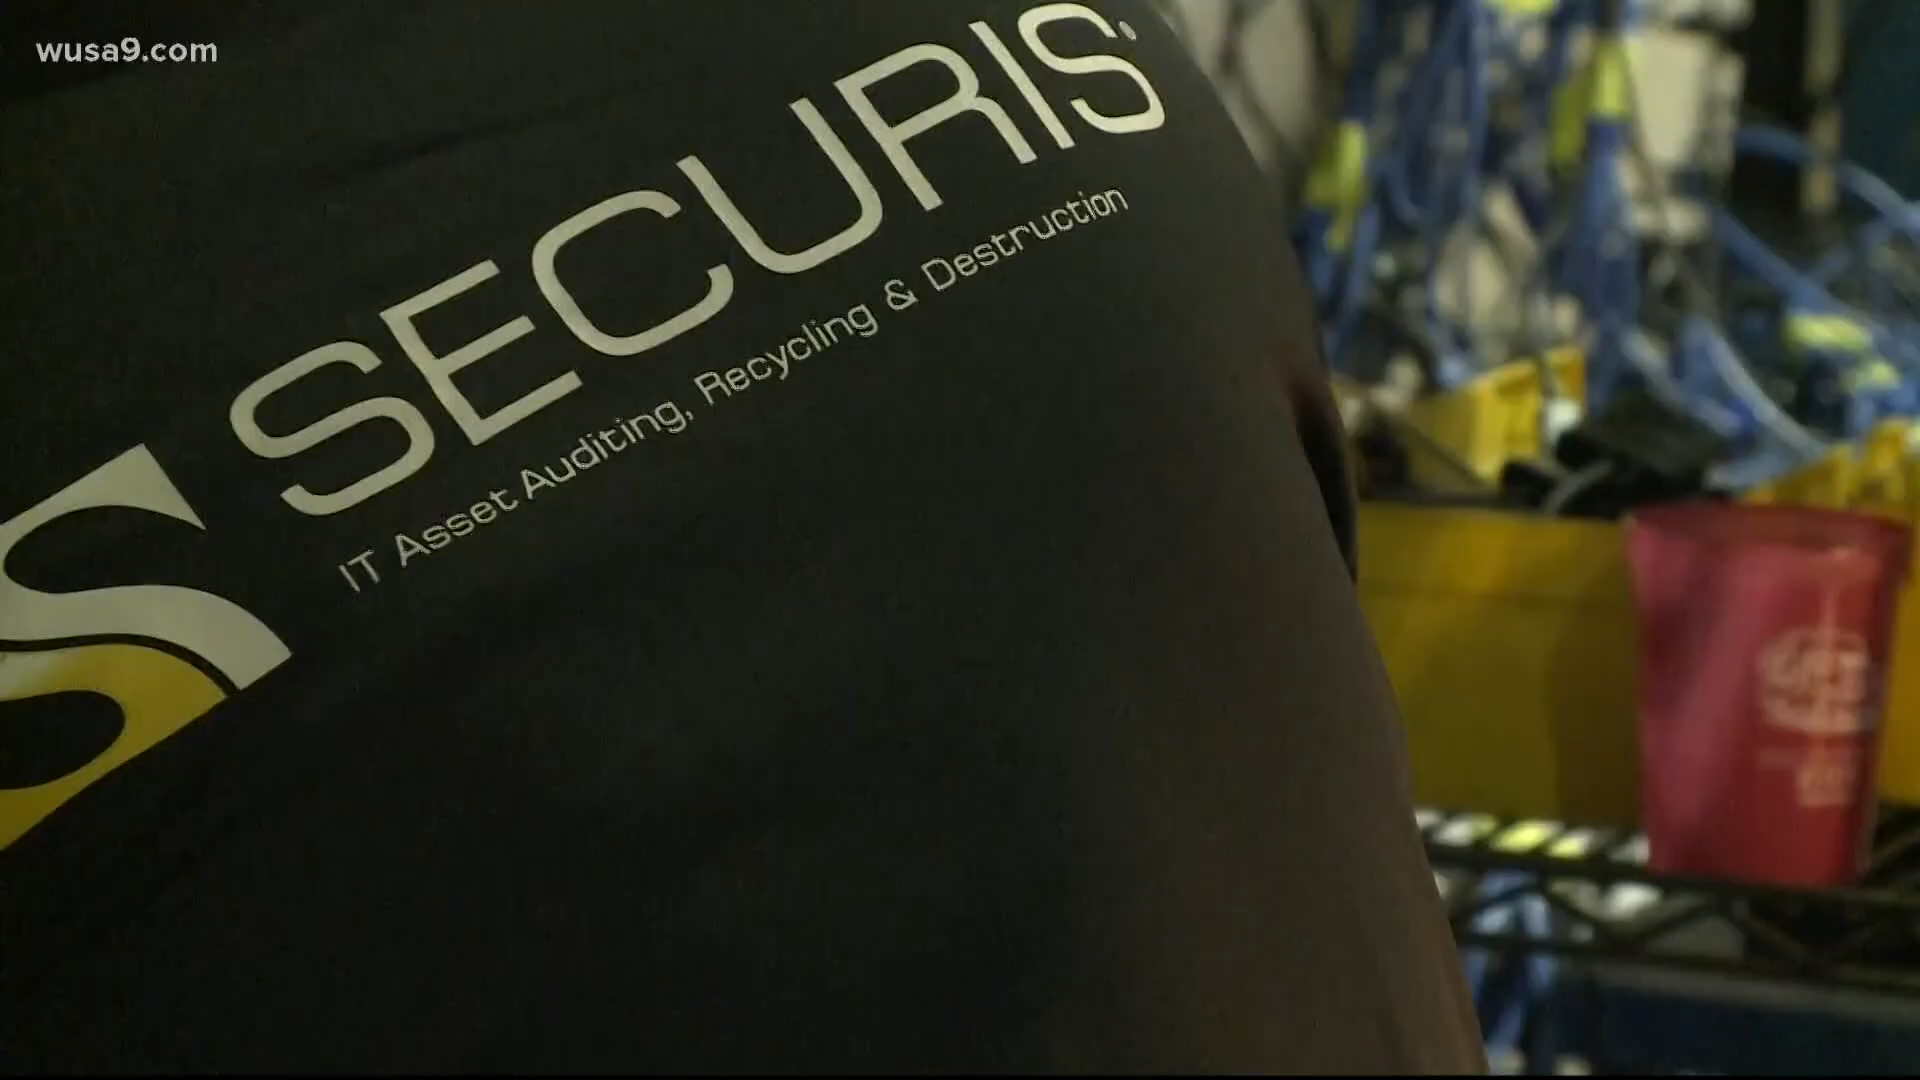 wusa9.com
SECURIS
IT Asset Auditing, Recycling & Destruction